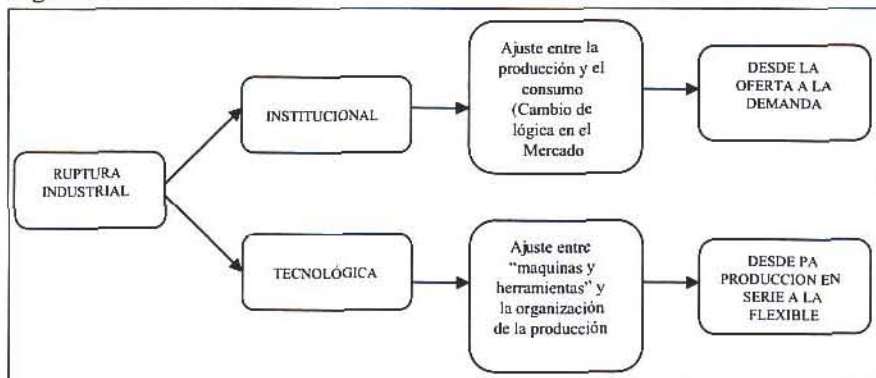 RUPTURA
INDUSTRIAL
INSTITUCIONAL
Ajuste entre la
producción y el
consumo
(Cambio de
lógica en el
Mercado
DESDE LA
OFERTA A LA
DEMANDA
TECNOLÓGICA
Ajuste entre
"maquinas y
herramientas" y
la organización
de la producción
DESDE PA
PRODUCCION EN
SERIE A LA
FLEXIBLE